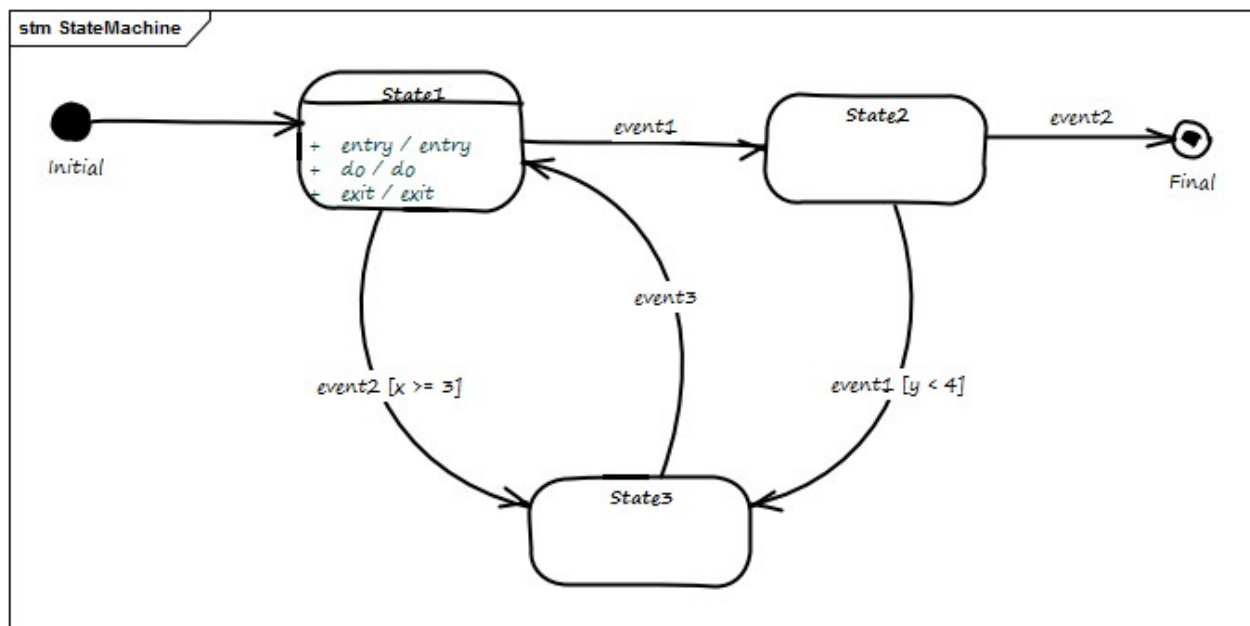 stm StateMachine
State1
+ entry / entry
+ do / do
+ exit / exit
Initial
event1
State2
event2
Final
event3
event2 [x >= 3]
event1 [y < 4]
State3